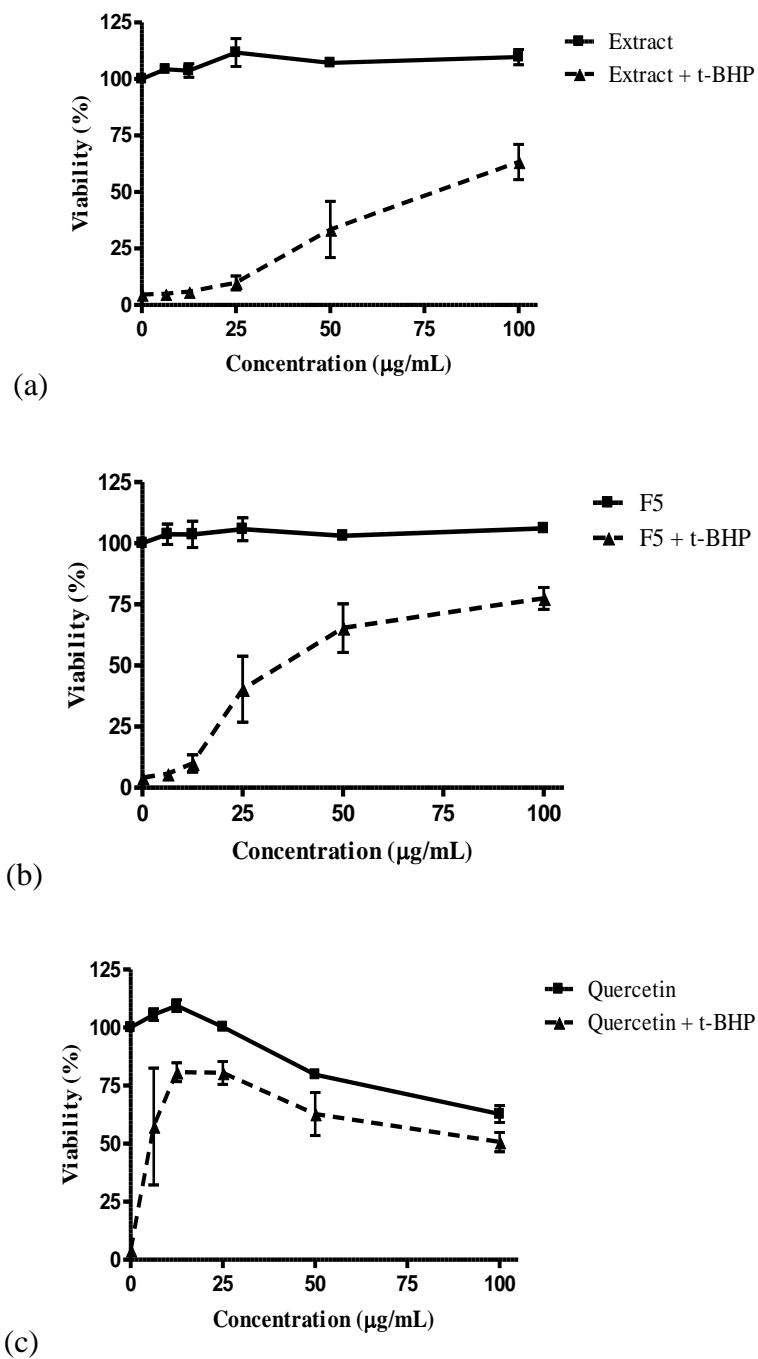 125
100
75
50
25
0
Viability (%)
0 25 50 75 100
Concentration (μg/mL)
Extract
Extract + t-BHP
(a)
125
100
75
50
25
0
Viability (%)
0 25 50 75 100
Concentration (μg/mL)
F5
F5 + t-BHP
(b)
125
100
75
50
25
0
Viability (%)
0 25 50 75 100
Concentration (μg/mL)
Quercetin
Quercetin + t-BHP
(c)